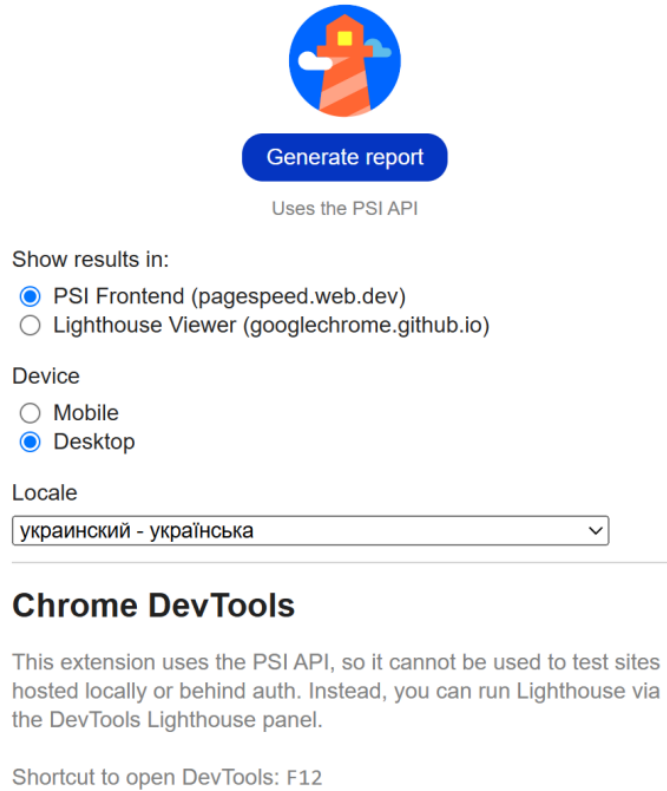 Generate report
Uses the PSI API
Show results in:
PSI Frontend (pagespeed.web.dev)
Lighthouse Viewer (googlechrome.github.io)
Device
Mobile
Desktop
Locale
украинский - українська
Chrome DevTools
This extension uses the PSI API, so it cannot be used to test sites
hosted locally or behind auth. Instead, you can run Lighthouse via
the DevTools Lighthouse panel.
Shortcut to open DevTools: F12